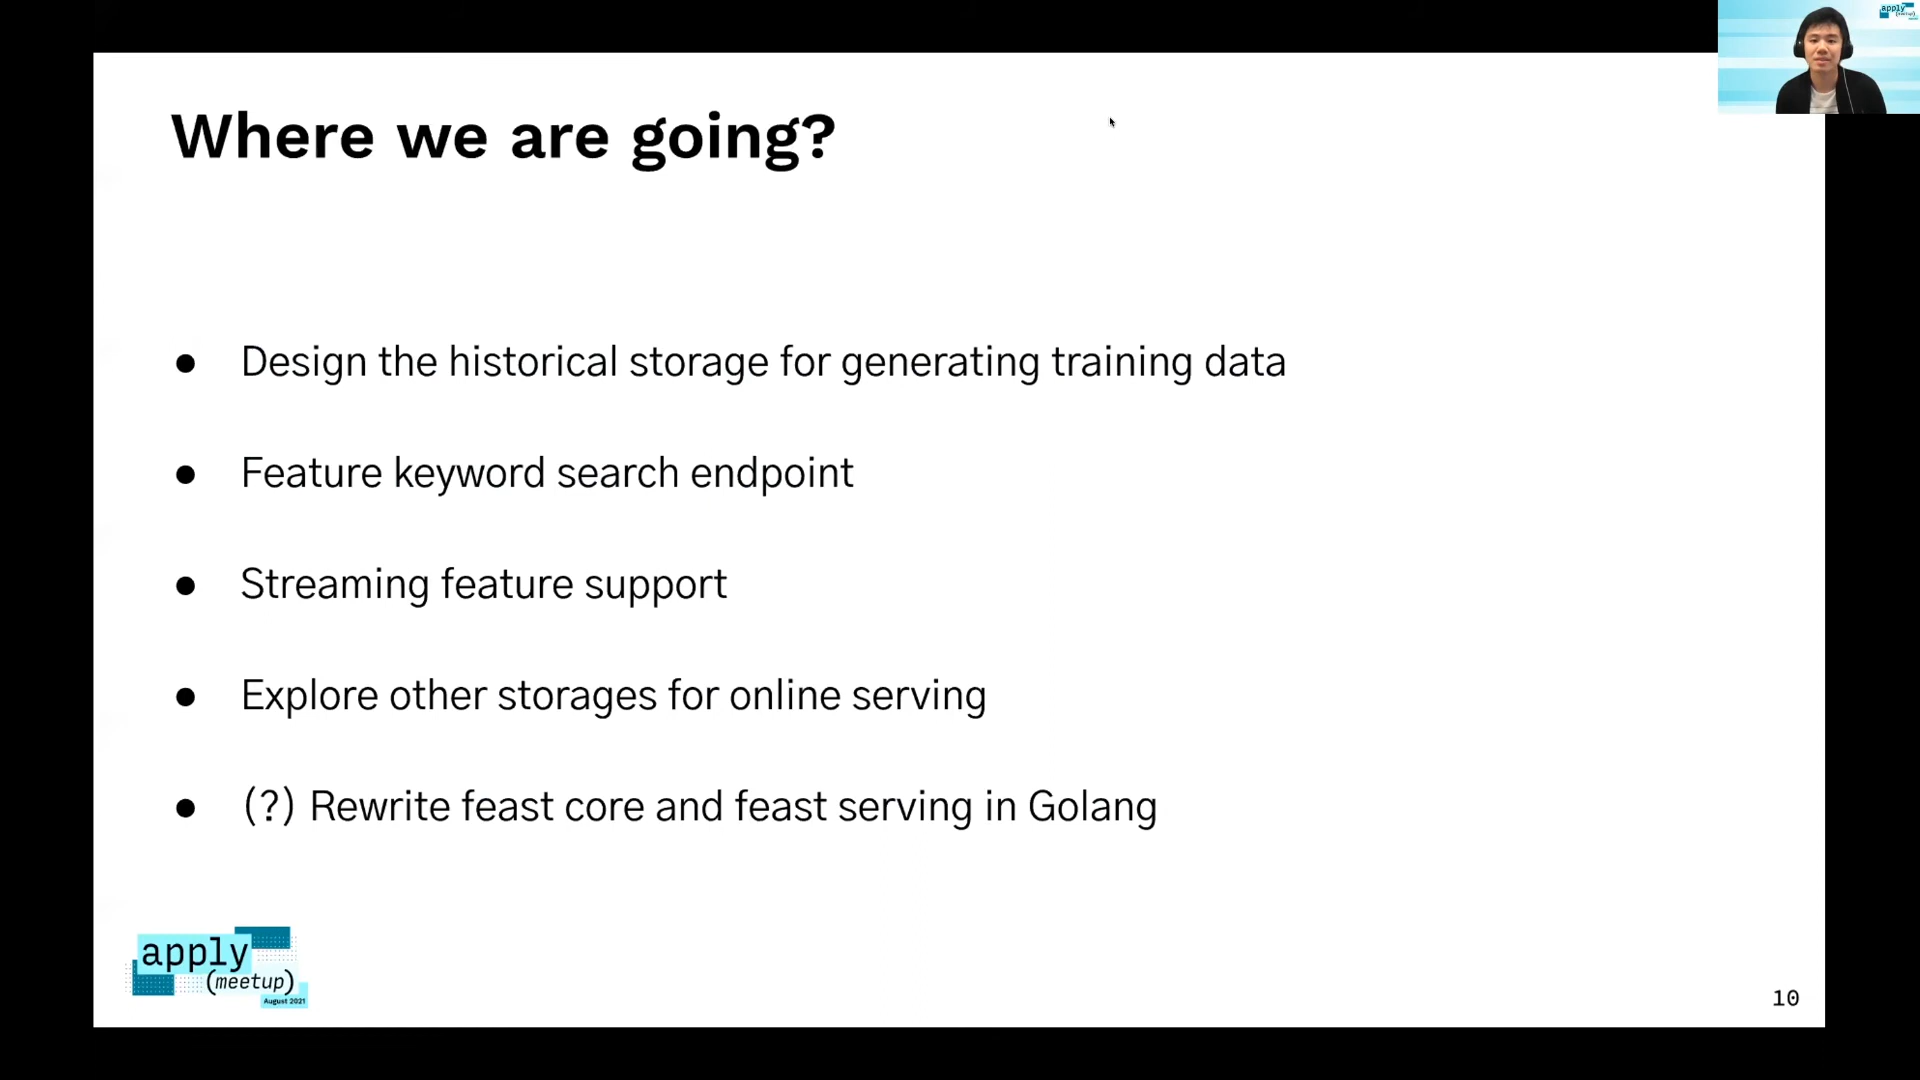 apply
(meetup)
Where we are going?
● Design the historical storage for generating training data
● Feature keyword search endpoint
● Streaming feature support
● Explore other storages for online serving
● (?) Rewrite feast core and feast serving in Golang
apply
(meetup)
August 2021
10